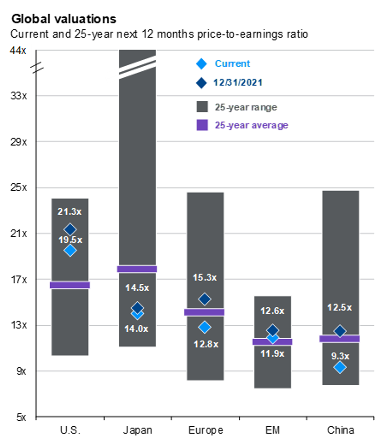 Global valuations
Current and 25-year next 12 months price-to-earnings ratio
44x
33x
29x
25x
21x
17x
13x
9x
5x
Current
12/31/2021
25-year range
25-year average
21.3x
19.5x
14.5x
14.0x
15.3x
12.8x
12.6x
11.9x
12.5x
9.3x
U.S. Japan Europe EM China